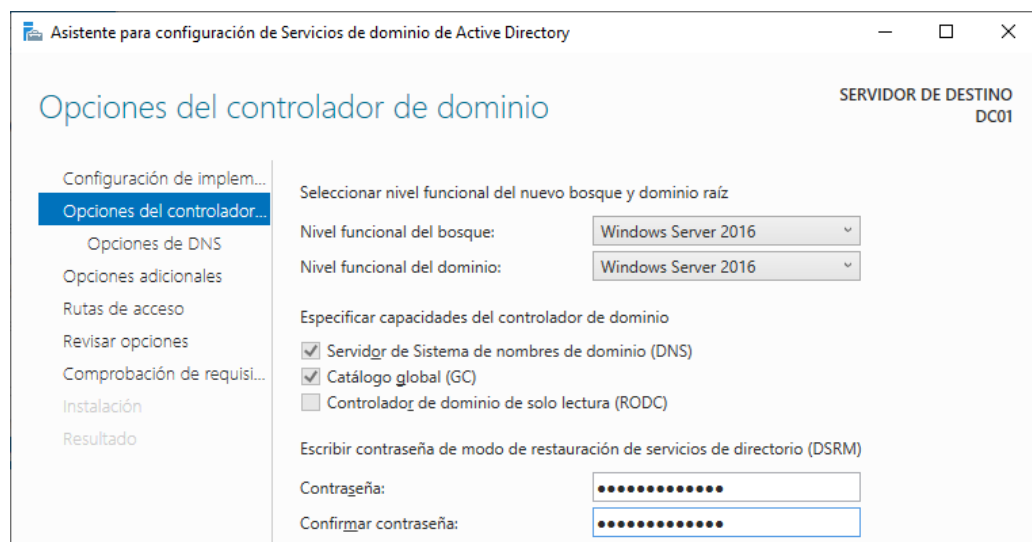 Asistente para configuración de Servicios de dominio de Active Directory
Opciones del controlador de dominio
SERVIDOR DE DESTINO
DC01
Configuración de implem...
Opciones del controlador...
Opciones de DNS
Opciones adicionales
Rutas de acceso
Revisar opciones
Comprobación de requisi...
Instalación
Resultado
Seleccionar nivel funcional del nuevo bosque y dominio raíz
Nivel funcional del bosque: Windows Server 2016
Nivel funcional del dominio: Windows Server 2016
Especificar capacidades del controlador de dominio
Servidor de Sistema de nombres de dominio (DNS)
Catálogo global (GC)
Controlador de dominio de solo lectura (RODC)
Escribir contraseña de modo de restauración de servicios de directorio (DSRM)
Contraseña: •••••••••••••
Confirmar contraseña: •••••••••••••